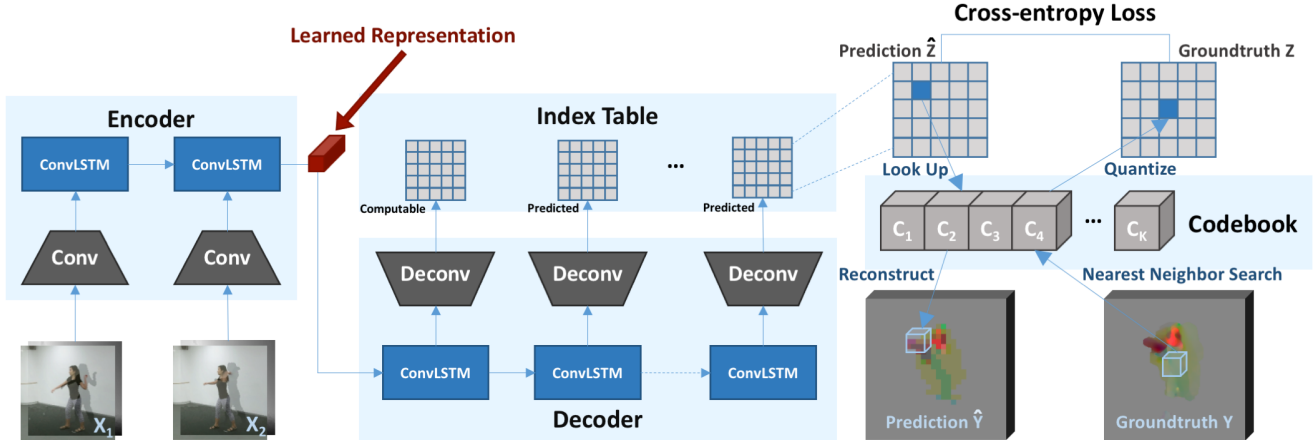 Cross-entropy Loss
Learned Representation
Prediction Ẑ
Groundtruth Z
Encoder
Index Table
ConvLSTM
ConvLSTM
...
Look Up
Quantize
Computable
Predicted
Predicted
C1
C2
C3
C4
...
CK
Codebook
Conv
Conv
Deconv
Deconv
Deconv
Reconstruct
Nearest Neighbor Search
ConvLSTM
ConvLSTM
ConvLSTM
X1
X2
Decoder
Prediction Ŷ
Groundtruth Y